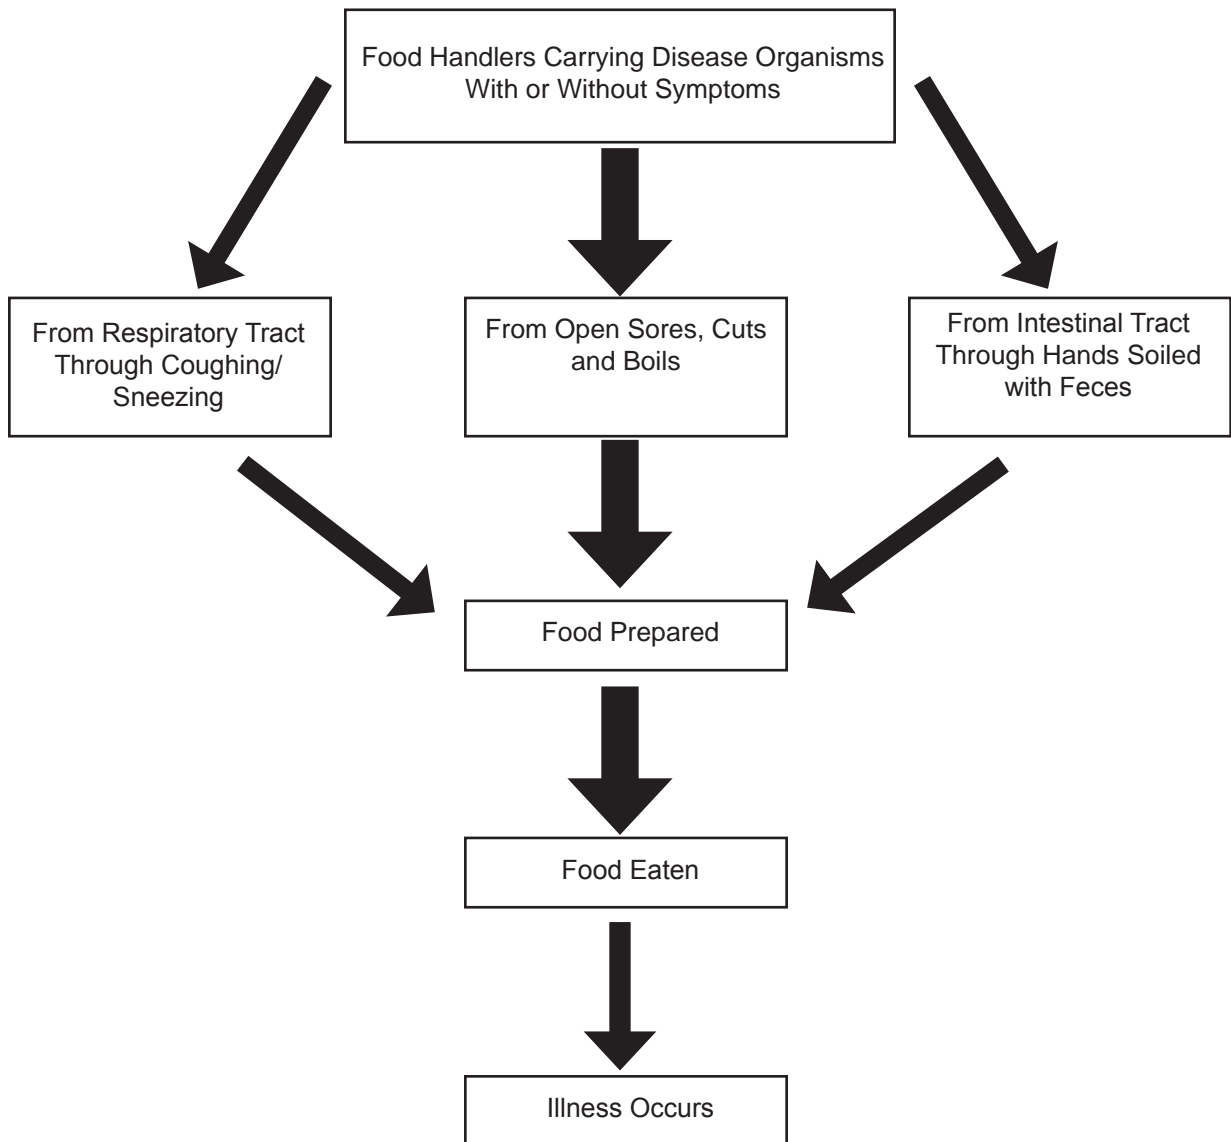 Food Handlers Carrying Disease Organisms
With or Without Symptoms
From Respiratory Tract
Through Coughing/
Sneezing
From Open Sores, Cuts
and Boils
From Intestinal Tract
Through Hands Soiled
with Feces
Food Prepared
Food Eaten
Illness Occurs